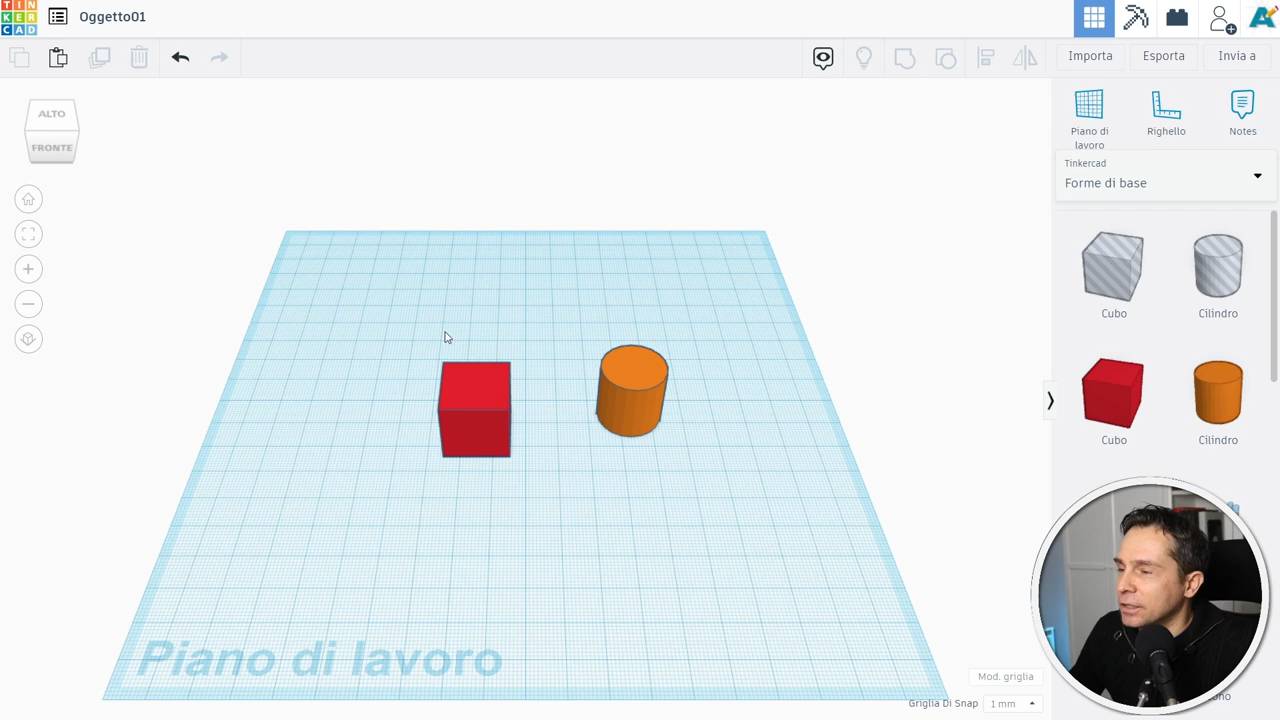 TIN
KER
CAD
Oggetto01
Importa
Esporta
Invia a
ALTO
FRONTE
Piano di
lavoro
Righello
Notes
Tinkercad
Forme di base
Cubo
Cilindro
Cubo
Cilindro
Piano di lavoro
Mod. griglia
Griglia Di Snap
1 mm